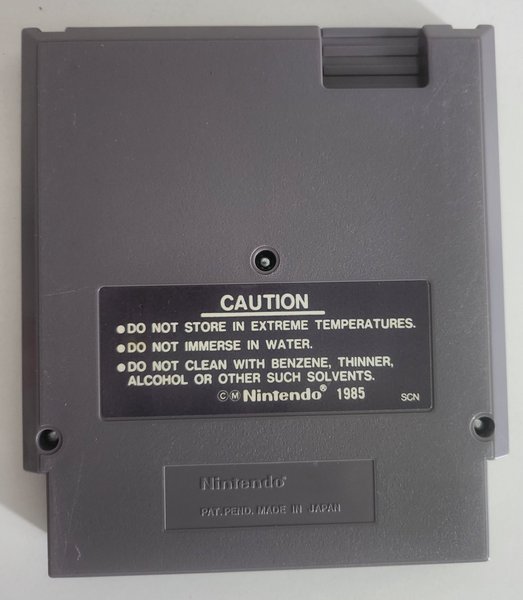 CAUTION
●DO NOT STORE IN EXTREME TEMPERATURES.
●DO NOT IMMERSE IN WATER.
●DO NOT CLEAN WITH BENZENE, THINNER,
ALCOHOL OR OTHER SUCH SOLVENTS.
©Ⓜ Nintendo® 1985 SCN
Nintendo®
PAT. PEND. MADE IN JAPAN